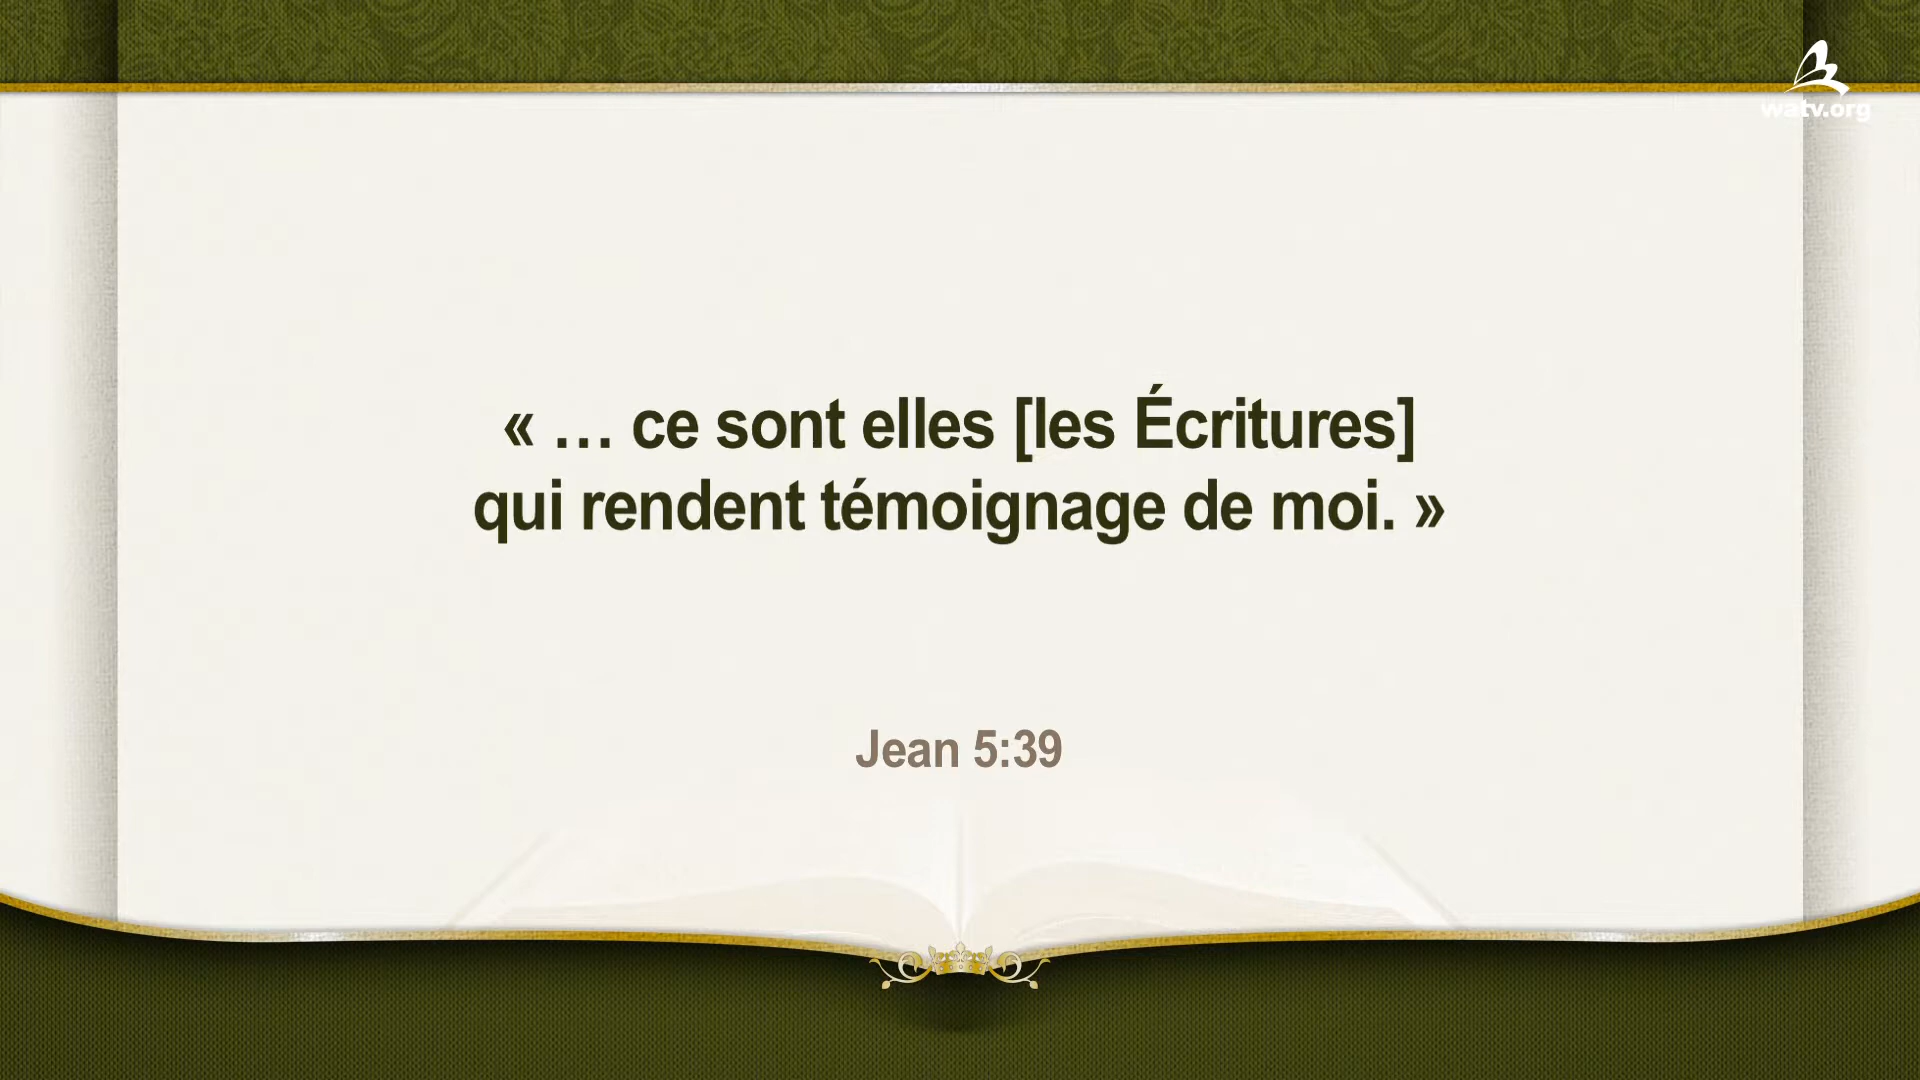 watv.org
« … ce sont elles [les Écritures]
qui rendent témoignage de moi. »
Jean 5:39